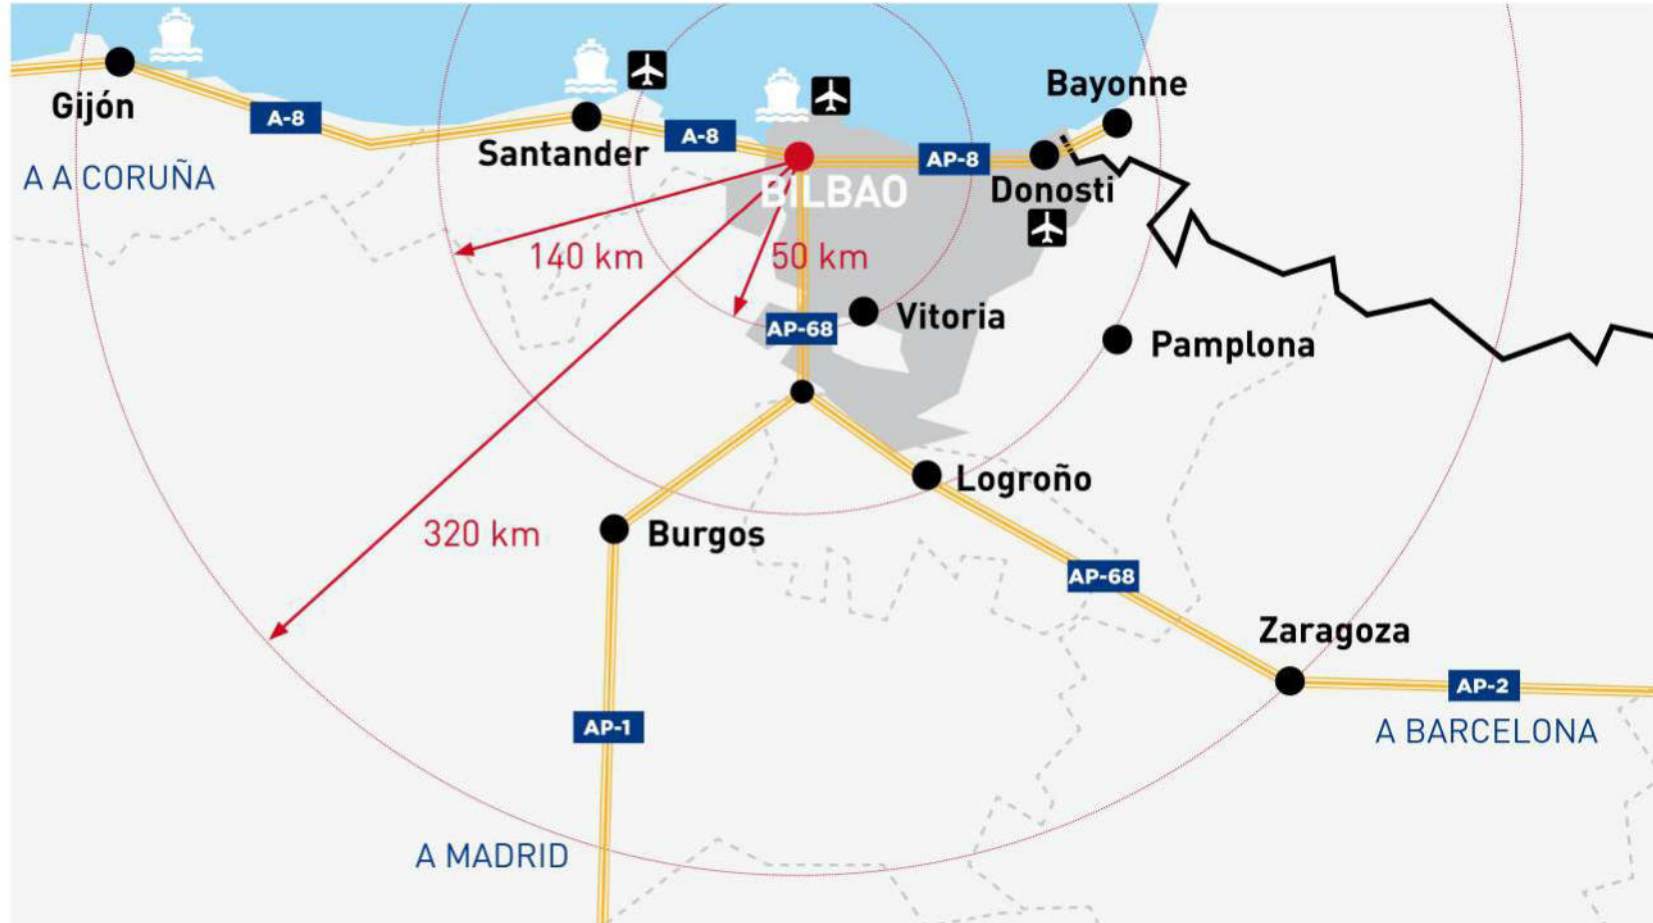 Bayonne
Gijón
A-8
A-8
Santander
AP-8
A A CORUÑA
BILBAO
Donosti
140 km
50 km
Vitoria
AP-68
Pamplona
Logroño
320 km
Burgos
AP-68
Zaragoza
AP-2
AP-1
A BARCELONA
A MADRID